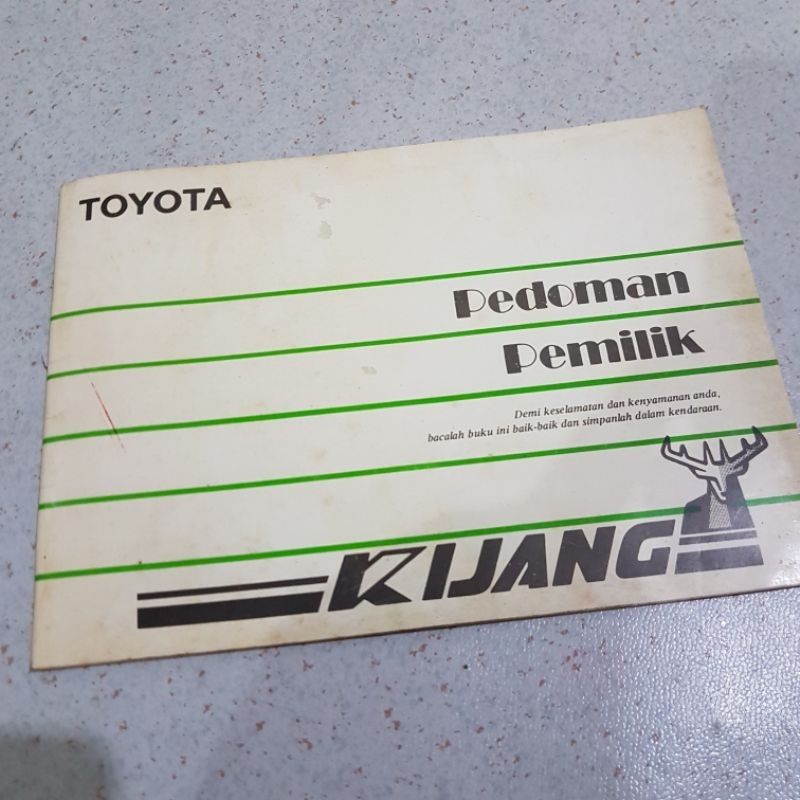 TOYOTA
Pedoman
Pemilik
Demi keselamatan dan kenyamanan anda,
bacalah buku ini baik-baik dan simpanlah dalam kendaraan.
KIJANG